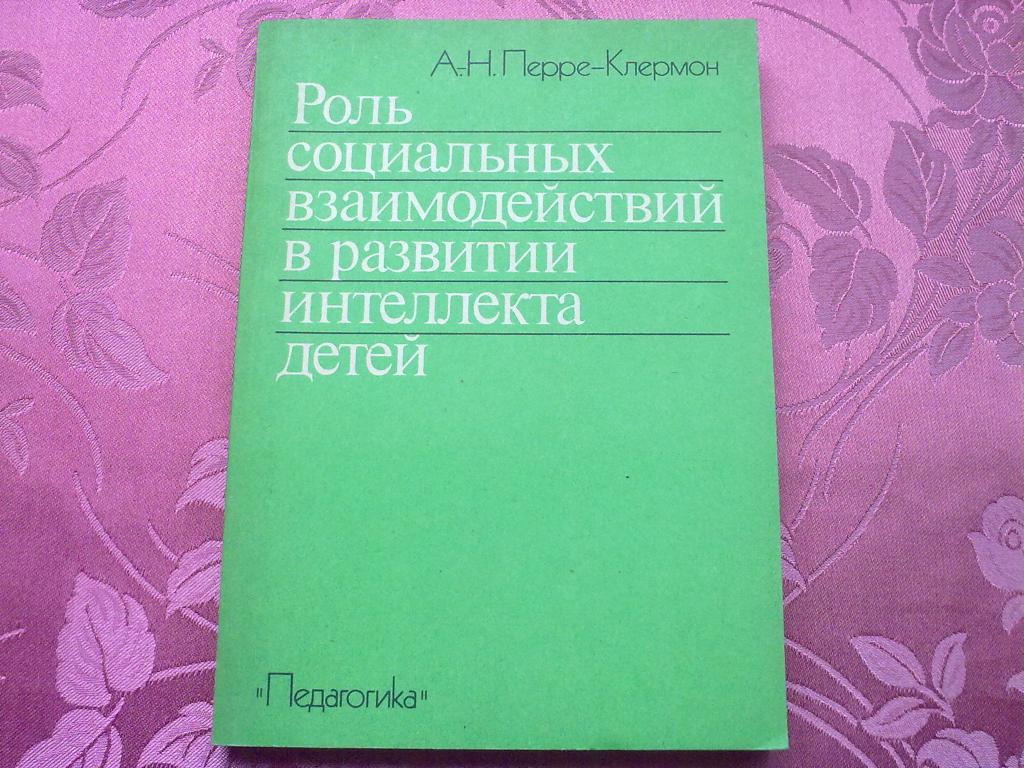 А.-Н. Перре-Клермон
Роль
социальных
взаимодействий
в развитии
интеллекта
детей
"Педагогика"